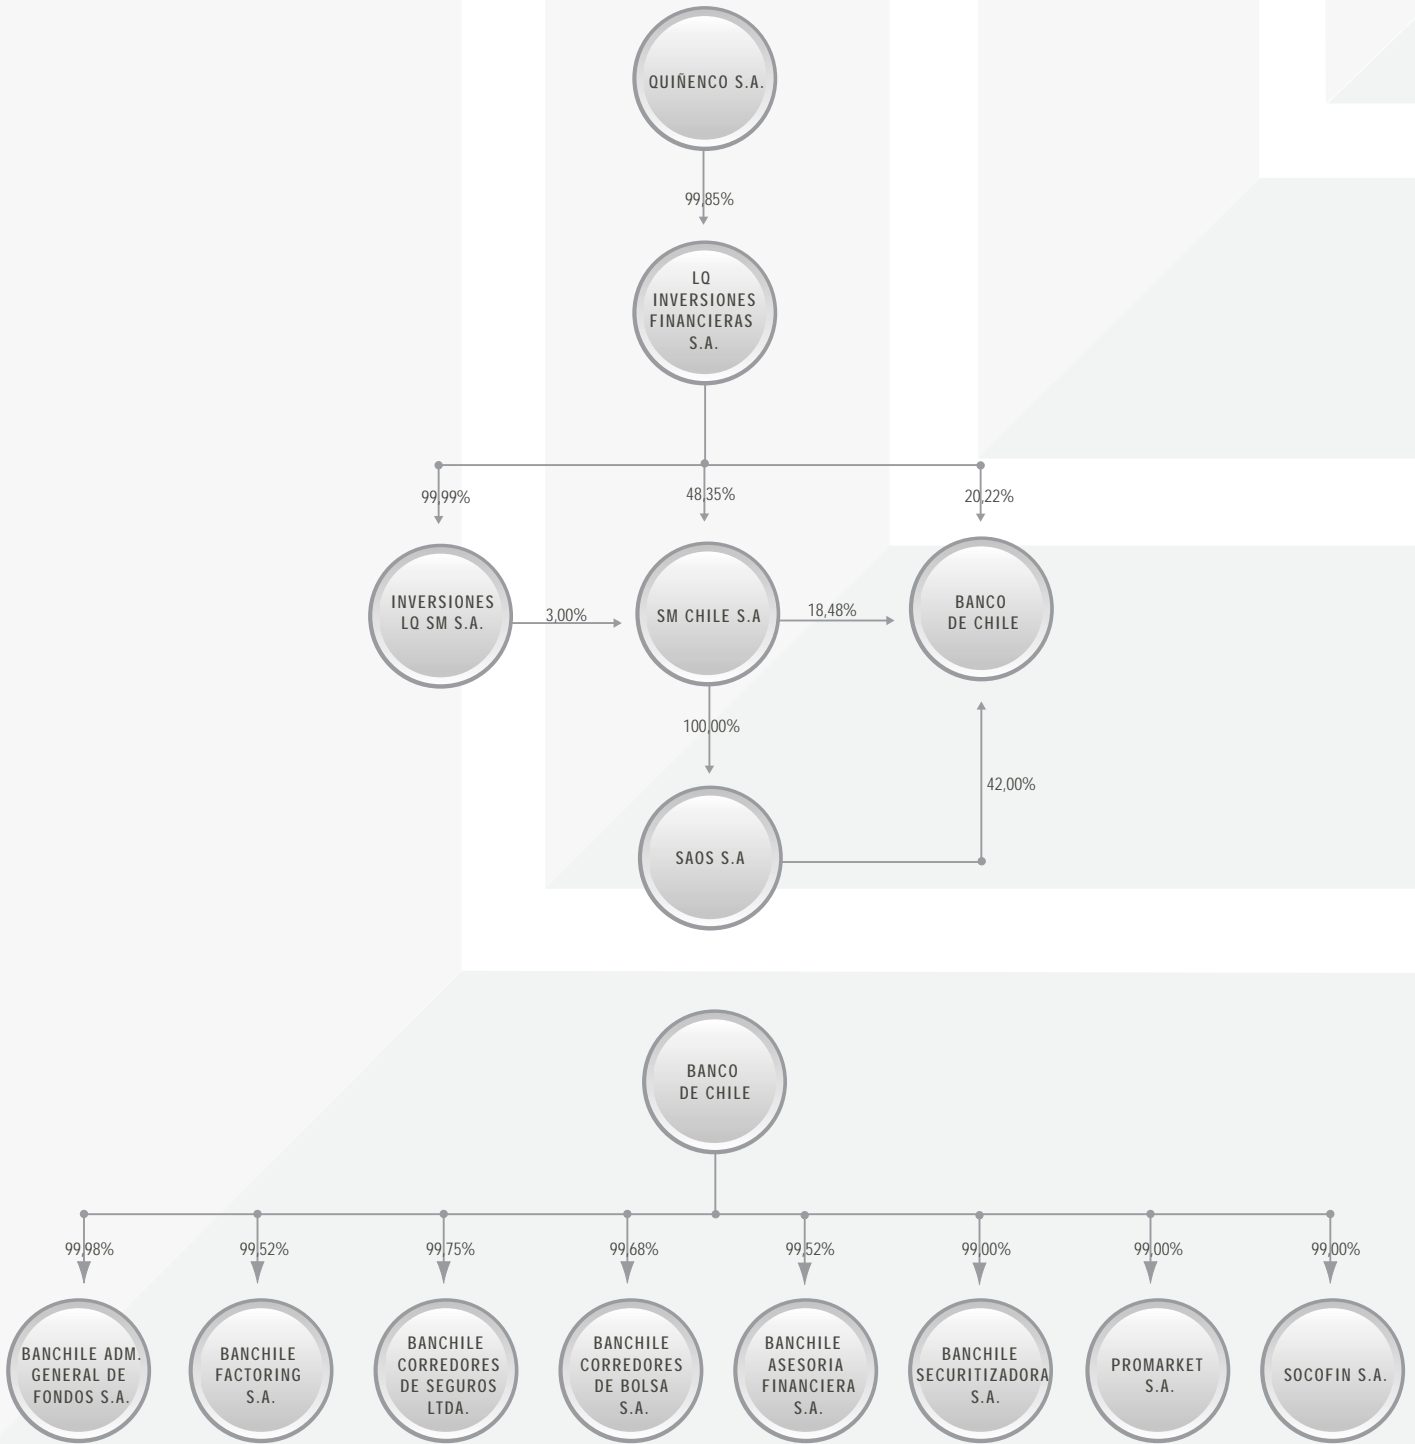 QUIÑENCO S.A.
99,85%
LQ
INVERSIONES
FINANCIERAS
S.A.
99,99%
48,35%
20,22%
INVERSIONES
LQ SM S.A.
3,00%
SM CHILE S.A
18,48%
BANCO
DE CHILE
100,00%
42,00%
SAOS S.A
BANCO
DE CHILE
99,98%
99,52%
99,75%
99,68%
99,52%
99,00%
99,00%
99,00%
BANCHILE ADM.
GENERAL DE
FONDOS S.A.
BANCHILE
FACTORING
S.A.
BANCHILE
CORREDORES
DE SEGUROS
LTDA.
BANCHILE
CORREDORES
DE BOLSA
S.A.
BANCHILE
ASESORIA
FINANCIERA
S.A.
BANCHILE
SECURITIZADORA
S.A.
PROMARKET
S.A.
SOCOFIN S.A.